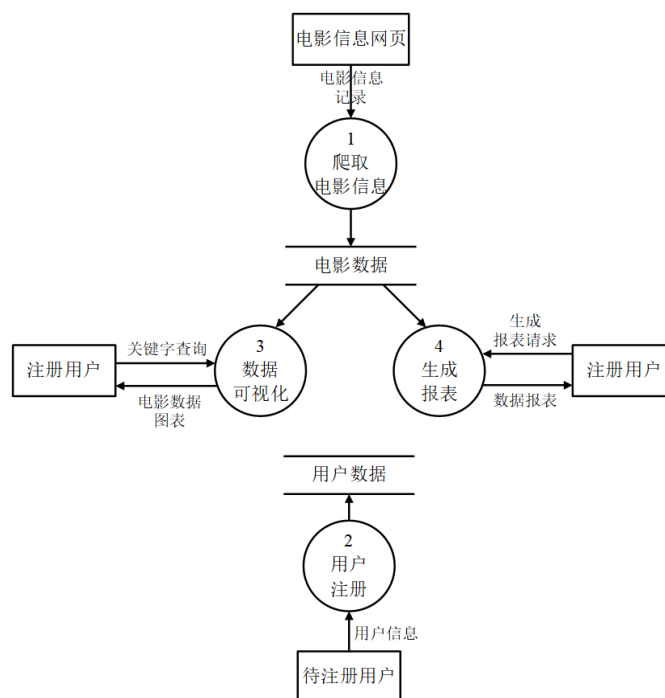 电影信息网页
电影信息
记录
1
爬取
电影信息
电影数据
关键字查询
注册用户
电影数据
图表
3
数据
可视化
4
生成
报表
生成
报表请求
注册用户
数据报表
用户数据
2
用户
注册
用户信息
待注册用户